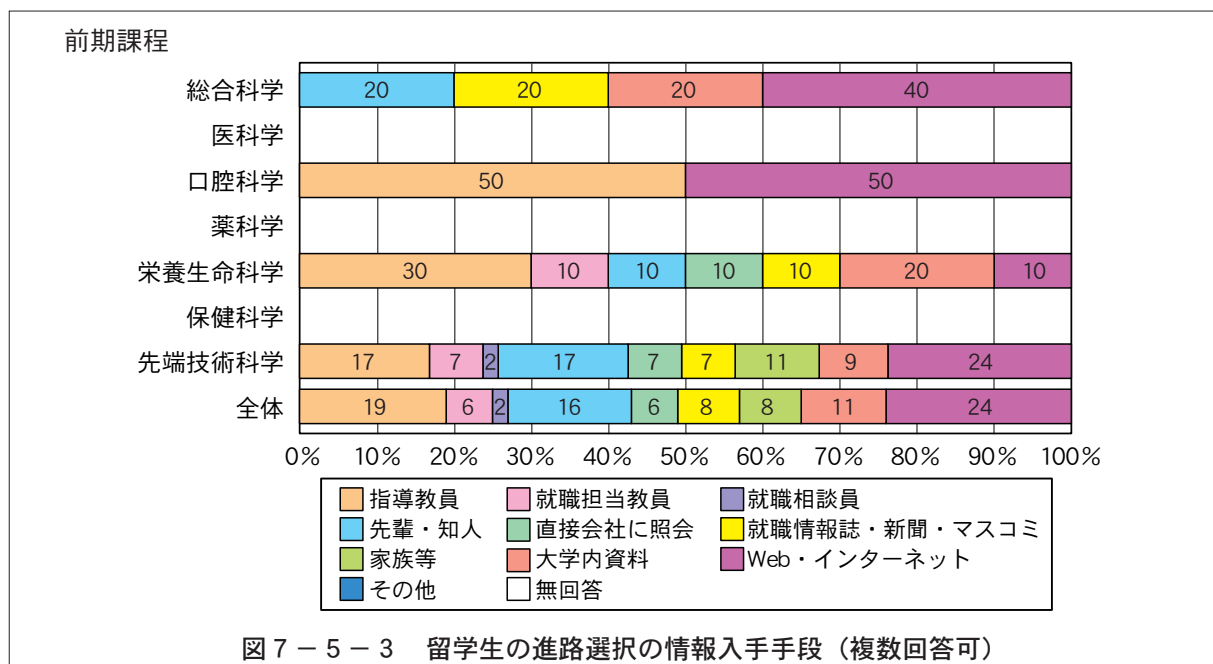 前期課程
総合科学 20 20 20 40
医科学
口腔科学 50 50
薬科学
栄養生命科学 30 10 10 10 10 20 10
保健科学
先端技術科学 17 7 2 17 7 7 11 9 24
全体 19 6 2 16 6 8 8 11 24
0% 10% 20% 30% 40% 50% 60% 70% 80% 90% 100%
指導教員 就職担当教員 就職相談員
先輩・知人 直接会社に照会 就職情報誌・新聞・マスコミ
家族等 大学内資料 Web・インターネット
その他 無回答
図7-5-3 留学生の進路選択の情報入手手段（複数回答可）